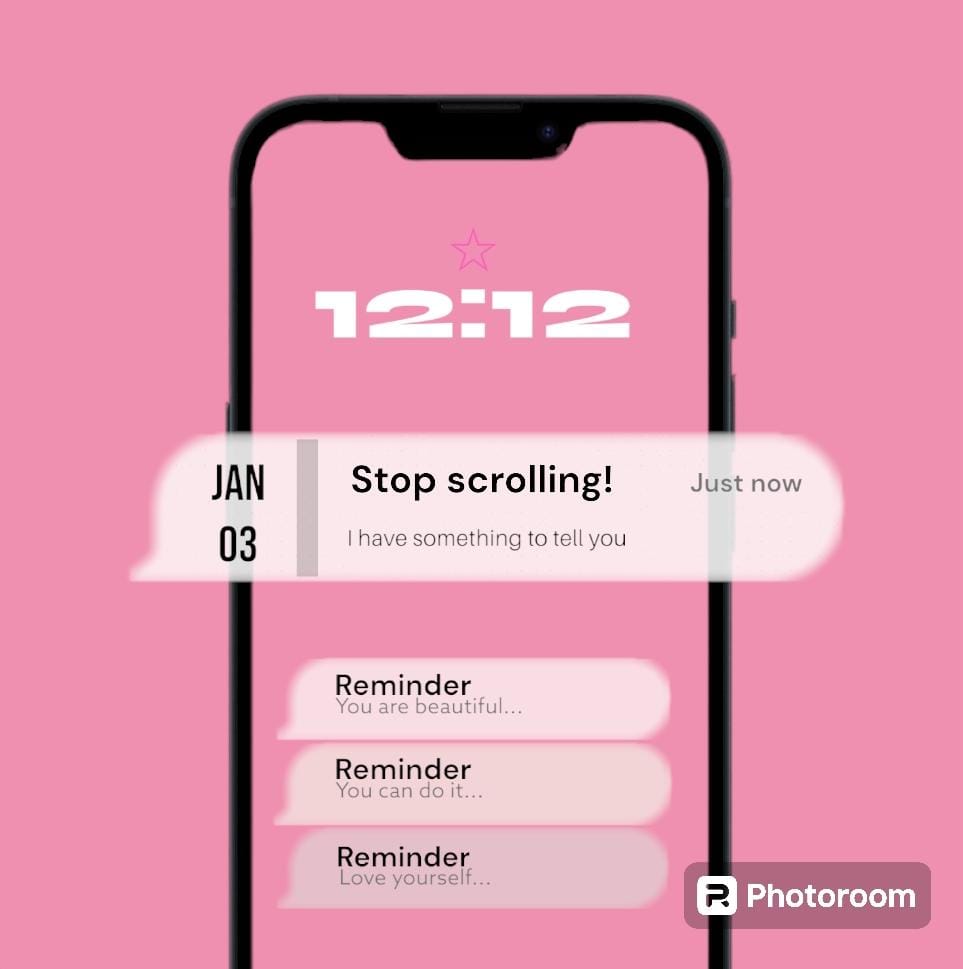 12:12
JAN
03
Stop scrolling!
Just now
I have something to tell you
Reminder
You are beautiful...
Reminder
You can do it...
Reminder
Love yourself...
Photoroom